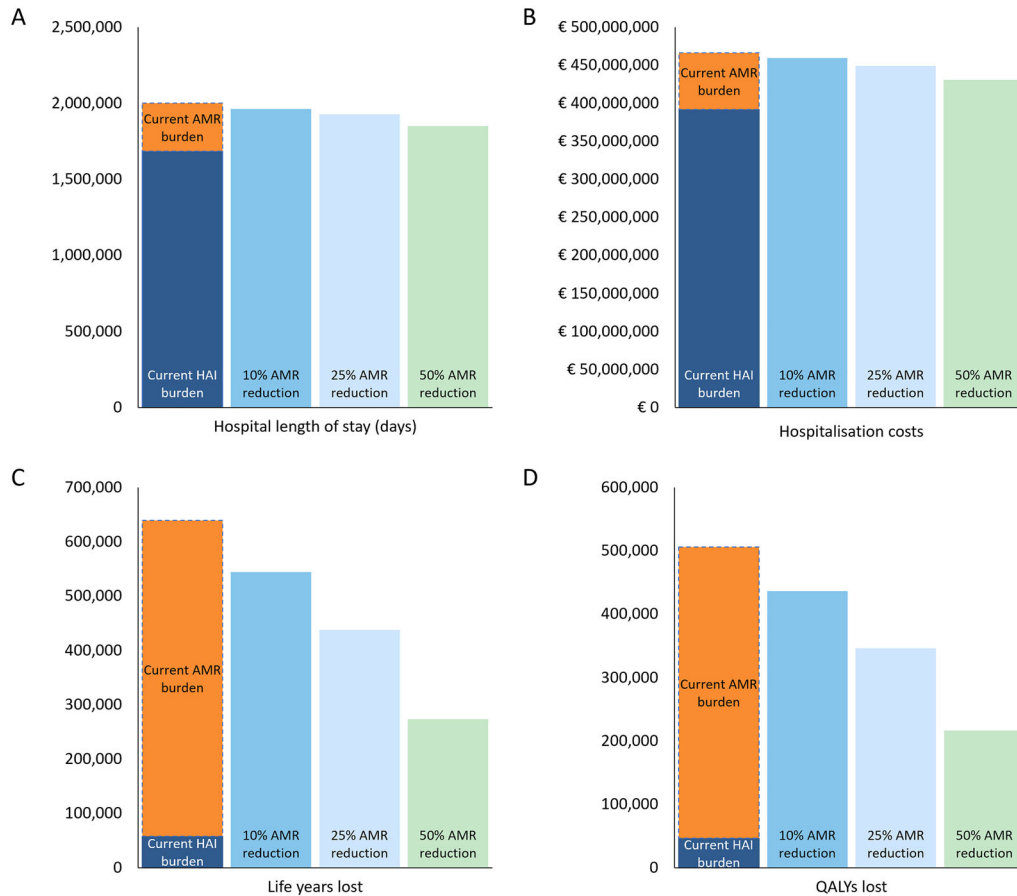 A
2,500,000
2,000,000
1,500,000
1,000,000
500,000
0
Current AMR
burden
Current HAI
burden
10% AMR
reduction
25% AMR
reduction
50% AMR
reduction
Hospital length of stay (days)
B
€ 500,000,000
€ 450,000,000
€ 400,000,000
€ 350,000,000
€ 300,000,000
€ 250,000,000
€ 200,000,000
€ 150,000,000
€ 100,000,000
€ 50,000,000
€ 0
Current AMR
burden
Current HAI
burden
10% AMR
reduction
25% AMR
reduction
50% AMR
reduction
Hospitalisation costs
C
700,000
600,000
500,000
400,000
300,000
200,000
100,000
0
Current AMR
burden
Current HAI
burden
10% AMR
reduction
25% AMR
reduction
50% AMR
reduction
Life years lost
D
600,000
500,000
400,000
300,000
200,000
100,000
0
Current AMR
burden
Current HAI
burden
10% AMR
reduction
25% AMR
reduction
50% AMR
reduction
QALYs lost